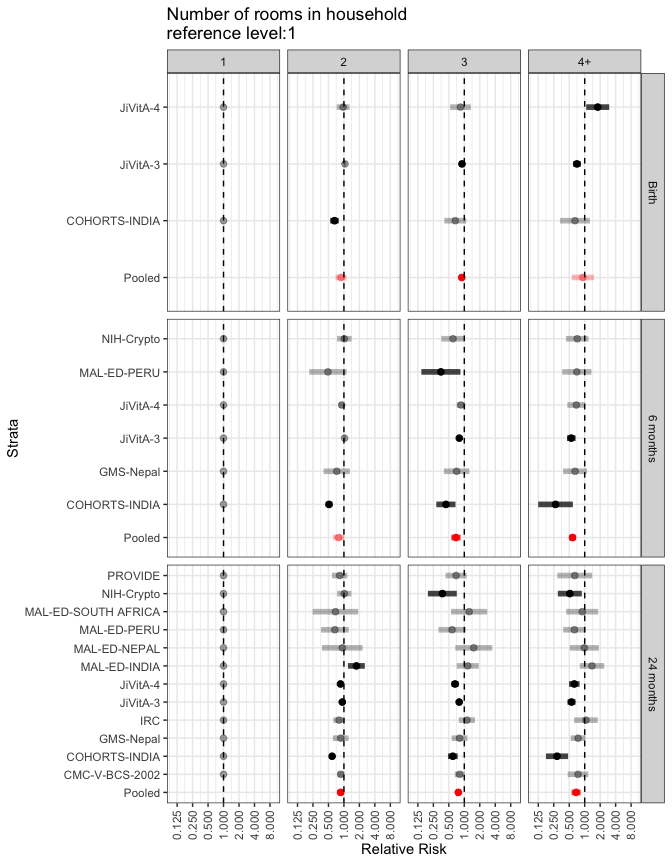 Number of rooms in household
reference level:1
1 2 3 4+
JiVitA-4
JiVitA-3
COHORTS-INDIA
Pooled
Birth
NIH-Crypto
MAL-ED-PERU
JiVitA-4
JiVitA-3
GMS-Nepal
COHORTS-INDIA
Pooled
6 months
PROVIDE
NIH-Crypto
MAL-ED-SOUTH AFRICA
MAL-ED-PERU
MAL-ED-NEPAL
MAL-ED-INDIA
JiVitA-4
JiVitA-3
IRC
GMS-Nepal
COHORTS-INDIA
CMC-V-BCS-2002
Pooled
24 months
Strata
0.125 0.250 0.500 1.000 2.000 4.000 8.000 0.125 0.250 0.500 1.000 2.000 4.000 8.000 0.125 0.250 0.500 1.000 2.000 4.000 8.000 0.125 0.250 0.500 1.000 2.000 4.000 8.000
Relative Risk